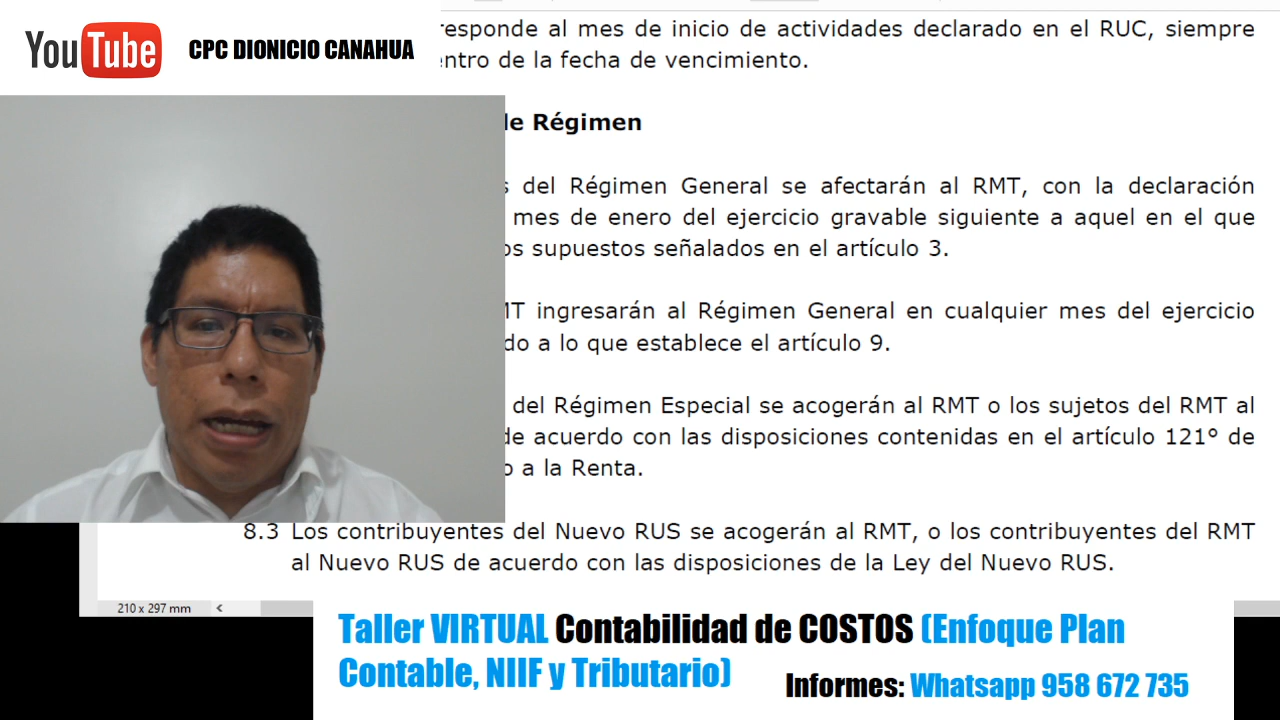 YouTube CPC DIONICIO CANAHUA
responde al mes de inicio de actividades declarado en el RUC, siempre
entro de la fecha de vencimiento.
de Régimen
s del Régimen General se afectarán al RMT, con la declaración
mes de enero del ejercicio gravable siguiente a aquel en el que
os supuestos señalados en el artículo 3.
MT ingresarán al Régimen General en cualquier mes del ejercicio
do a lo que establece el artículo 9.
del Régimen Especial se acogerán al RMT o los sujetos del RMT al
de acuerdo con las disposiciones contenidas en el artículo 121° de
o a la Renta.
8.3 Los contribuyentes del Nuevo RUS se acogerán al RMT, o los contribuyentes del RMT
al Nuevo RUS de acuerdo con las disposiciones de la Ley del Nuevo RUS.
210 x 297 mm
Taller VIRTUAL Contabilidad de COSTOS (Enfoque Plan
Contable, NIIF y Tributario)
Informes: Whatsapp 958 672 735